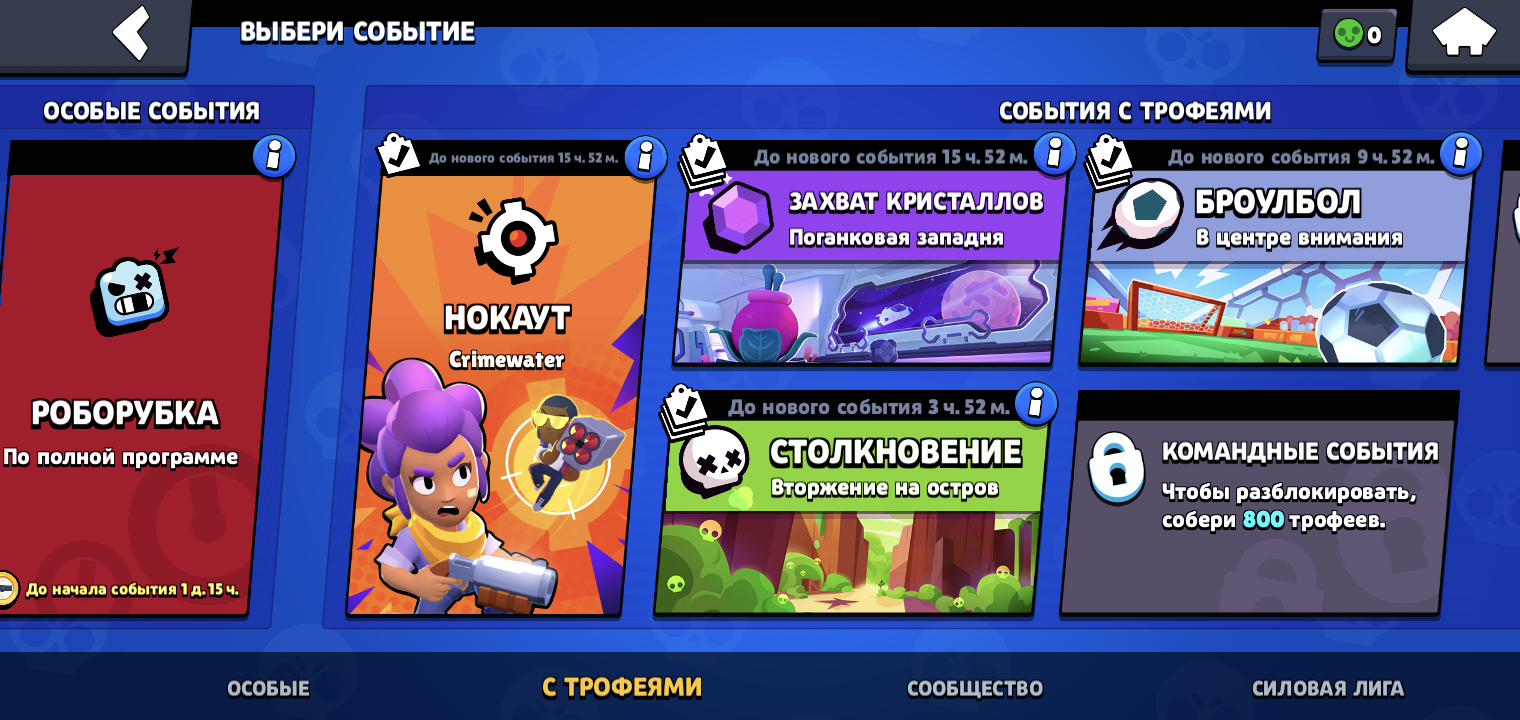 ВЫБЕРИ СОБЫТИЕ
0
ОСОБЫЕ СОБЫТИЯ
РОБОРУБКА
По полной программе
До начала события 1 д. 15 ч.
СОБЫТИЯ С ТРОФЕЯМИ
До нового события 15 ч. 52 м.
НОКАУТ
Crimewater
До нового события 15 ч. 52 м.
ЗАХВАТ КРИСТАЛЛОВ
Поганковая западня
До нового события 9 ч. 52 м.
БРОУЛБОЛ
В центре внимания
До нового события 3 ч. 52 м.
СТОЛКНОВЕНИЕ
Вторжение на остров
КОМАНДНЫЕ СОБЫТИЯ
Чтобы разблокировать,
собери 800 трофеев.
ОСОБЫЕ
С ТРОФЕЯМИ
СООБЩЕСТВО
СИЛОВАЯ ЛИГА